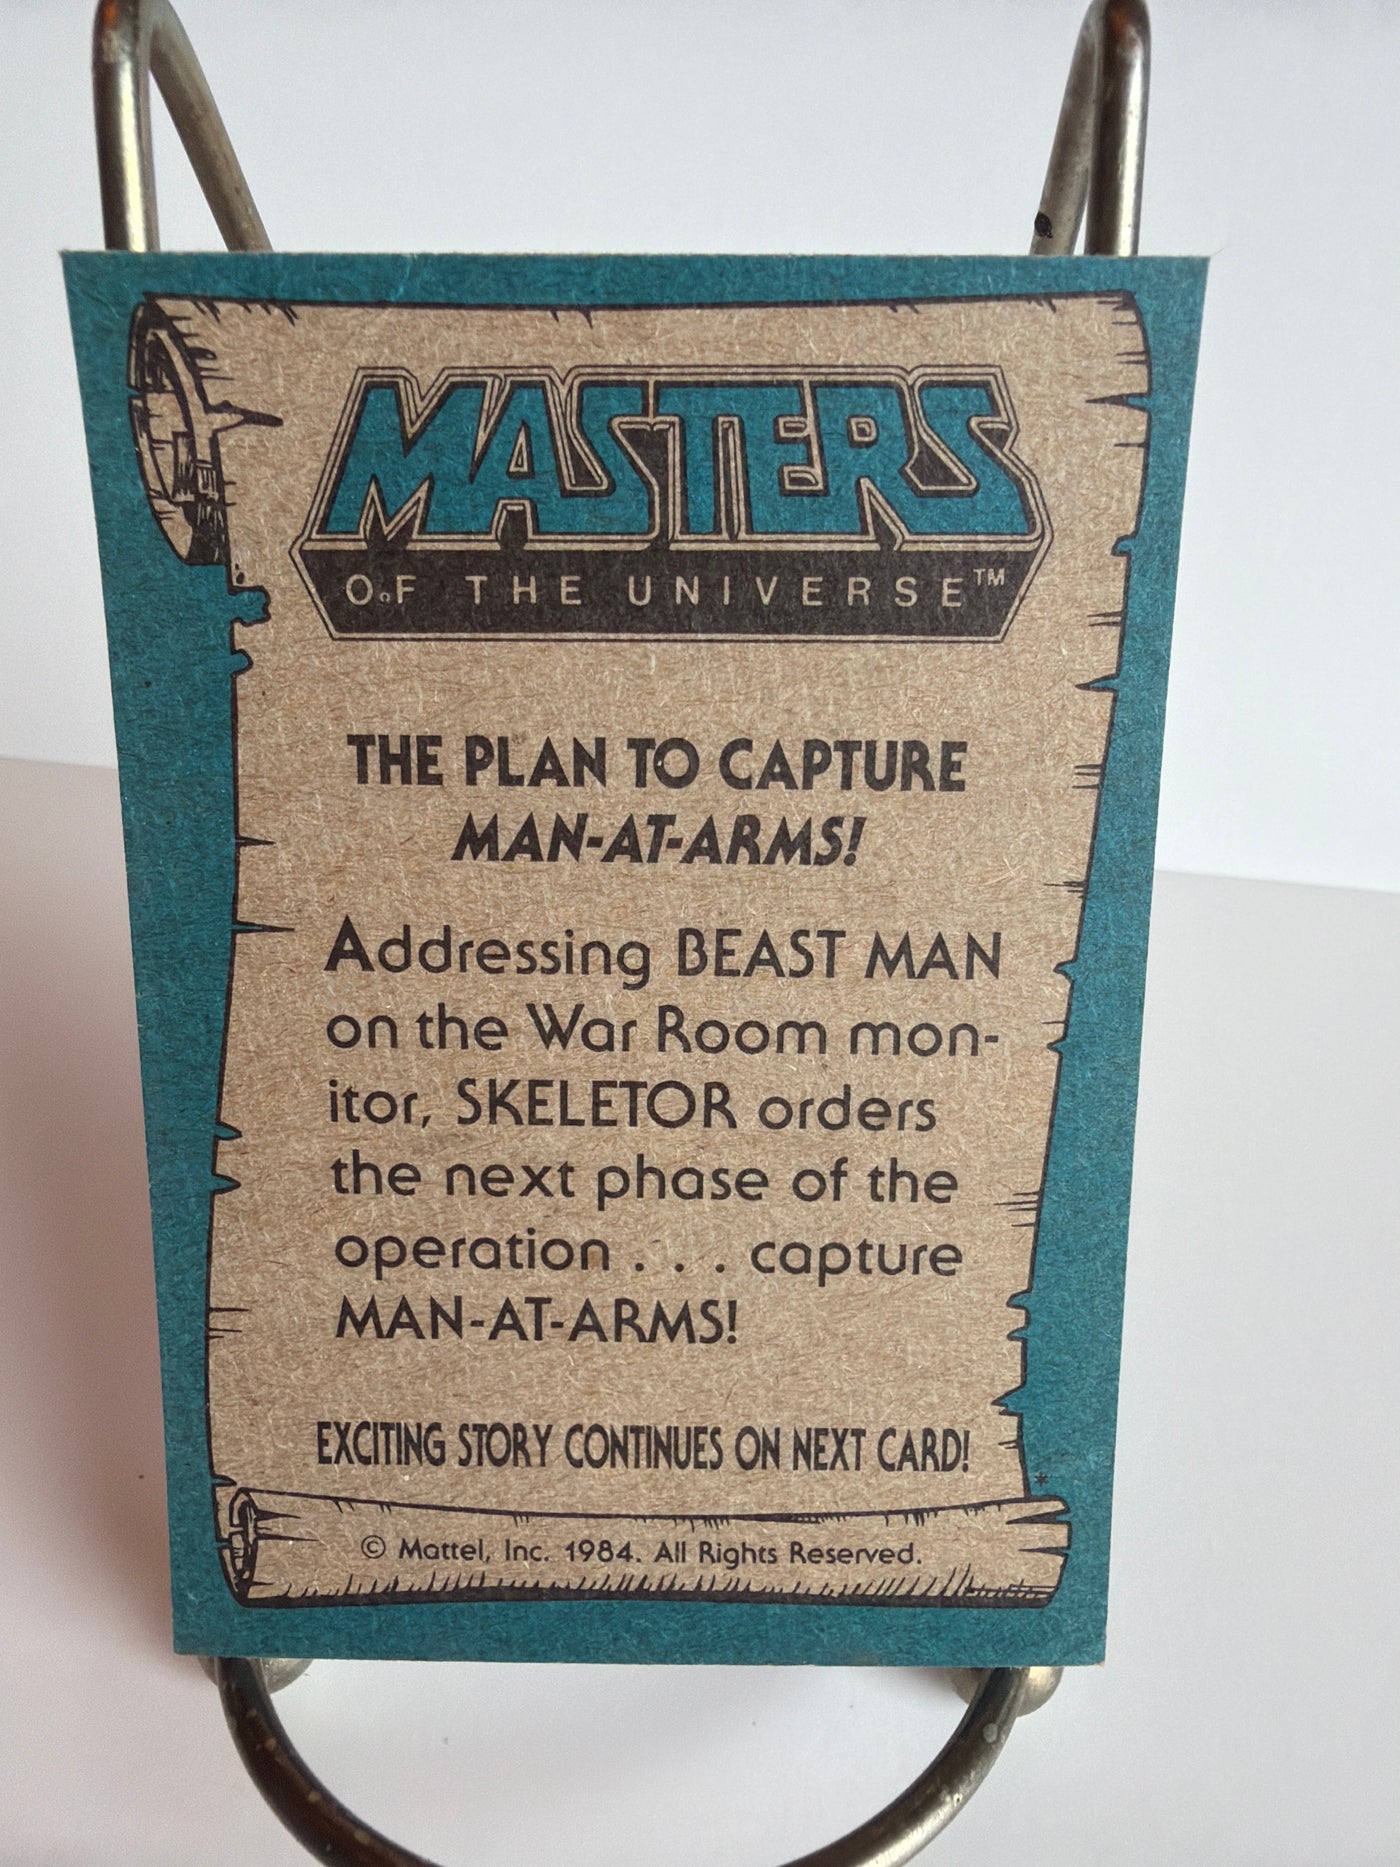 MASTERS
OF THE UNIVERSE™
THE PLAN TO CAPTURE
MAN-AT-ARMS!
Addressing BEAST MAN
on the War Room mon-
itor, SKELETOR orders
the next phase of the
operation . . . capture
MAN-AT-ARMS!
EXCITING STORY CONTINUES ON NEXT CARD!
*
© Mattel, Inc. 1984. All Rights Reserved.